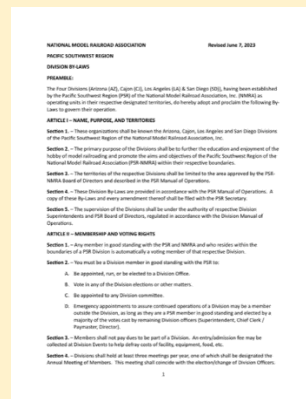 NATIONAL MODEL RAILROAD ASSOCIATION Revised June 7, 2023
PACIFIC SOUTHWEST REGION
DIVISION BY-LAWS
PREAMBLE:
The Four Divisions (Arizona (AZ), Cajon (CJ), Los Angeles (LA) & San Diego (SD)), having been established
by the Pacific Southwest Region (PSR) of the National Model Railroad Association, Inc. (NMRA) as
operating units in their respective designated territories, do hereby adopt and proclaim the following By-
Laws to govern their operation.
ARTICLE I – NAME, PURPOSE, AND TERRITORIES
Section 1. – These organizations shall be known the Arizona, Cajon, Los Angeles and San Diego Divisions
of the Pacific Southwest Region of the National Model Railroad Association, Inc.
Section 2. – The primary purpose of the Divisions shall be to further the education and enjoyment of the
hobby of model railroading and promote the aims and objectives of the Pacific Southwest Region of the
National Model Railroad Association (PSR-NMRA) within their respective boundaries.
Section 3. – The territories of the respective Divisions shall be limited to the area approved by the PSR-
NMRA Board of Directors and described in the PSR Manual of Operations.
Section 4. – These Division By-Laws are provided in accordance with the PSR Manual of Operations. A
copy of these By-Laws and every amendment thereof shall be filed with the PSR Secretary.
Section 5. – The supervision of the Divisions shall be under the authority of respective Division
Superintendents and PSR Board of Directors, regulated in accordance with the Division Manual of
Operations.
ARTICLE II – MEMBERSHIP AND VOTING RIGHTS
Section 1. – Any member in good standing with the PSR and NMRA and who resides within the
boundaries of a PSR Division is automatically a voting member of that respective Division.
Section 2. – You must be a Division member in good standing with the PSR to:
A. Be appointed, run, or be elected to a Division Office.
B. Vote in any of the Division elections or other matters.
C. Be appointed to any Division committee.
D. Emergency appointments to assure continued operations of a Division may be a member
outside the Division, as long as they are a PSR member in good standing and elected by a
majority of the votes cast by remaining Division officers (Superintendent, Chief Clerk /
Paymaster, Director).
Section 3. – Members shall not pay dues to be part of a Division. An entry/admission fee may be
collected at Division Events to help defray costs of facility, equipment, food, etc.
Section 4. – Divisions shall hold at least three meetings per year, one of which shall be designated the
Annual Meeting of Members. This meeting shall coincide with the election/change of Division Officers.
1